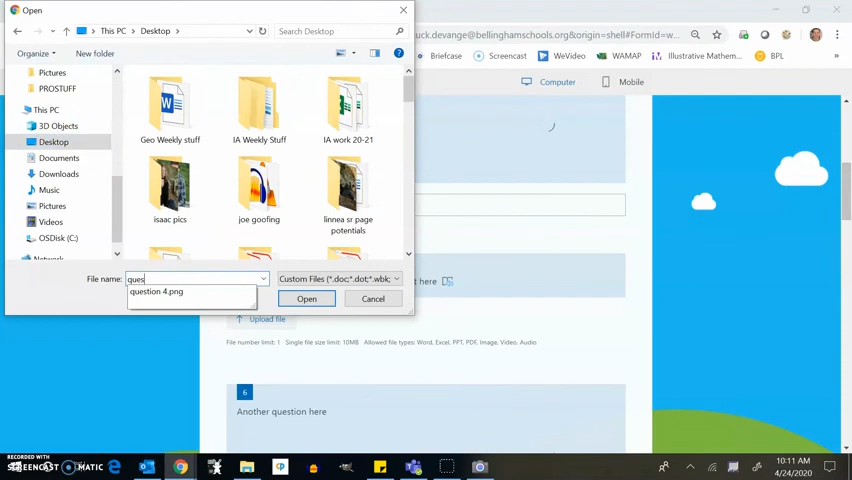 Open
This PC
Desktop
Search Desktop
Organize
New folder
Pictures
PROSTUFF
This PC
3D Objects
Desktop
Documents
Downloads
Music
Pictures
Videos
OSDisk (C:)
Geo Weekly stuff
IA Weekly Stuff
IA work 20-21
isaac pics
joe goofing
linnea sr page
potentials
File name:
ques
question 4.png
Custom Files (*.doc;*.dot;*.wbk;
Open
Cancel
uck.devange@bellinghamschools.org&origin=shell#FormId=w...
Briefcase
Screencast
WeVideo
WAMAP
Illustrative Mathem...
BPL
Computer
Mobile
t here
Upload file
File number limit: 1 Single file size limit: 10MB Allowed file types: Word, Excel, PPT, PDF, Image, Video, Audio
6
Another question here
RECORDED WITH
SCREENCAST MATIC
10:11 AM
4/24/2020